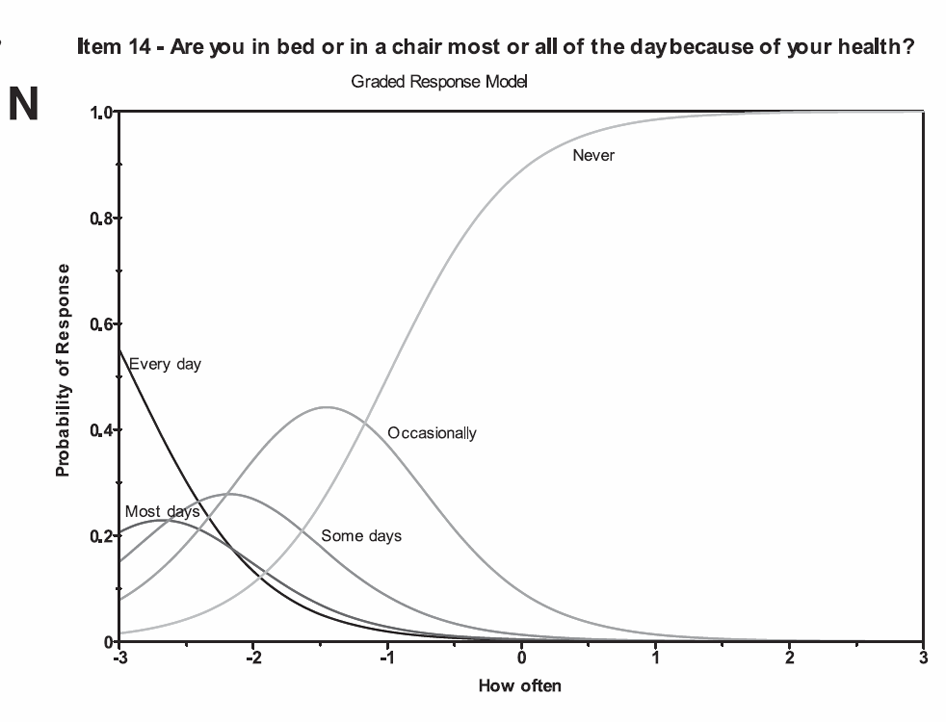 Item 14 - Are you in bed or in a chair most or all of the daybecause of your health?
Graded Response Model
N
1.0
Never
0.8
Probability of Response
0.6
Every day
0.4
Occasionally
Most days
0.2
Some days
0
-3 -2 -1 0 1 2 3
How often